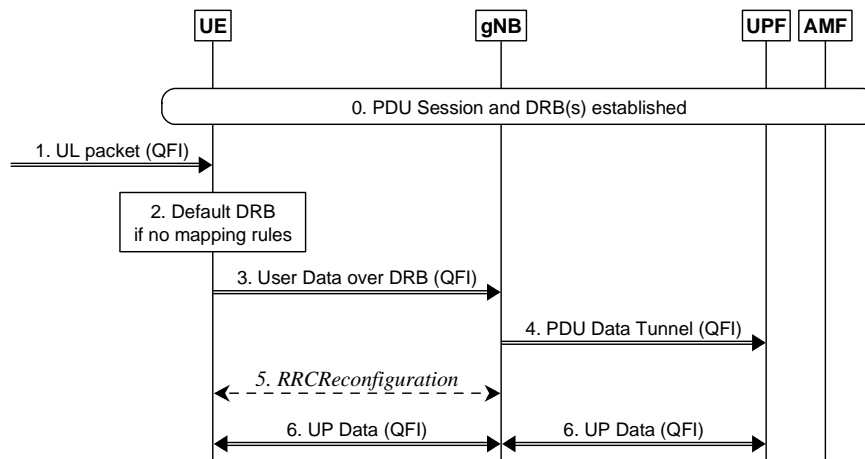 UE
gNB
UPF
AMF
0. PDU Session and DRB(s) established
1. UL packet (QFI)
2. Default DRB
if no mapping rules
3. User Data over DRB (QFI)
4. PDU Data Tunnel (QFI)
5. RRCReconfiguration
6. UP Data (QFI)
6. UP Data (QFI)